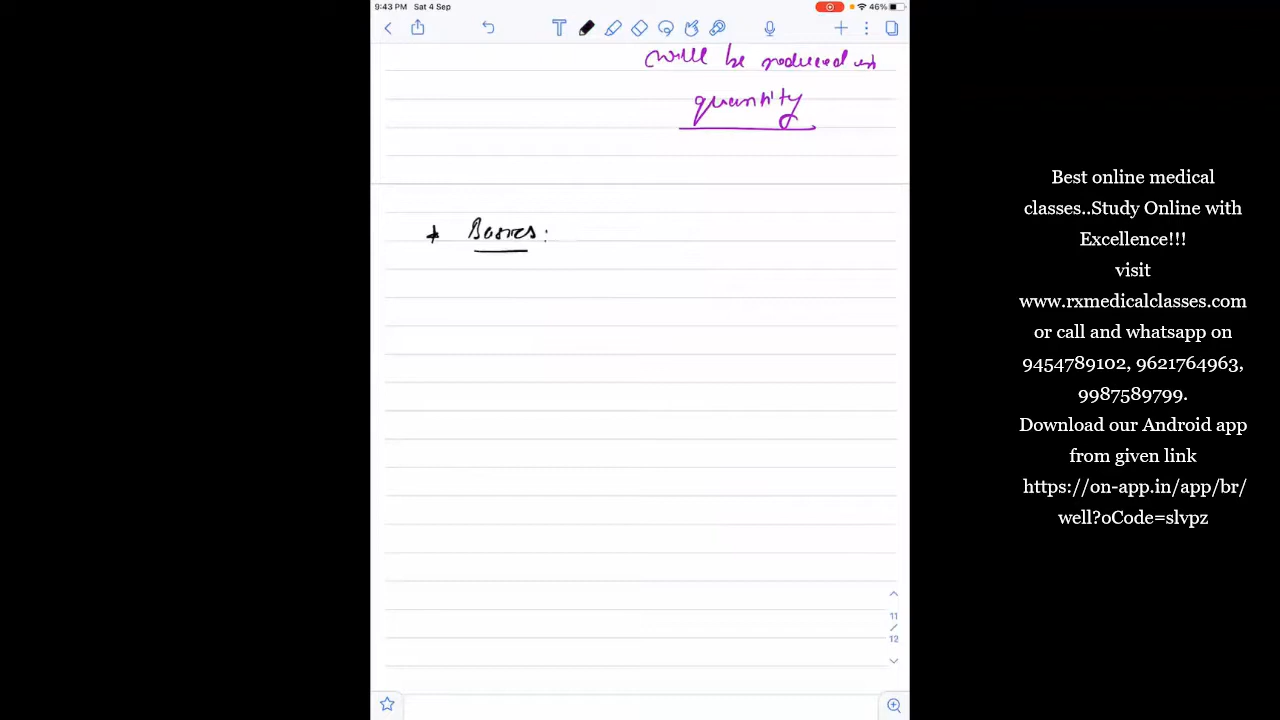 9:43 PM Sat 4 Sep
46%
will be reduced in
quantity
* Basics:
11
/
12
Best online medical
classes..Study Online with
Excellence!!!
visit
www.rxmedicalclasses.com
or call and whatsapp on
9454789102, 9621764963,
9987589799.
Download our Android app
from given link
https://on-app.in/app/br/
well?oCode=slvpz